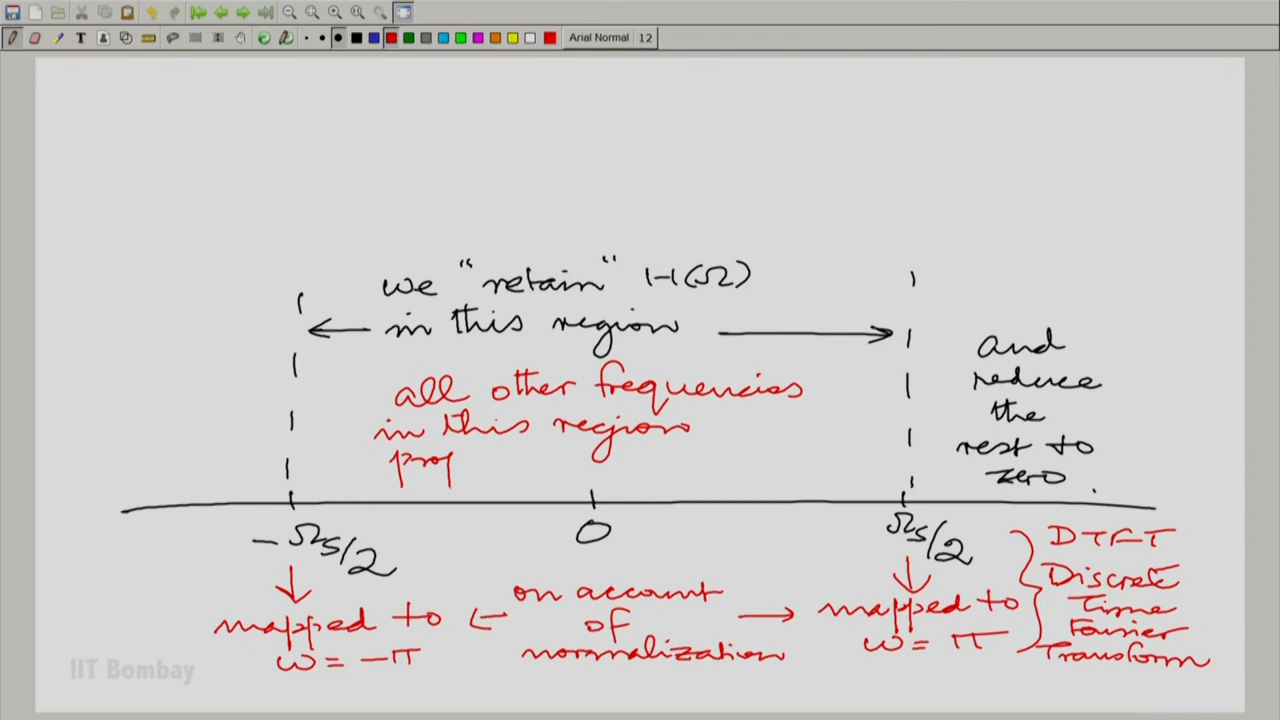 Arial Normal 12
we "retain" H(Ω)
in this region
and
reduce
the
rest to
zero.
all other frequencies
in this region
prop
-Ωs/2
0
Ωs/2
mapped to
ω = -π
on account
of
normalization
mapped to
ω = π
DTFT
Discrete
Time
Fourier
Transform
IIT Bombay